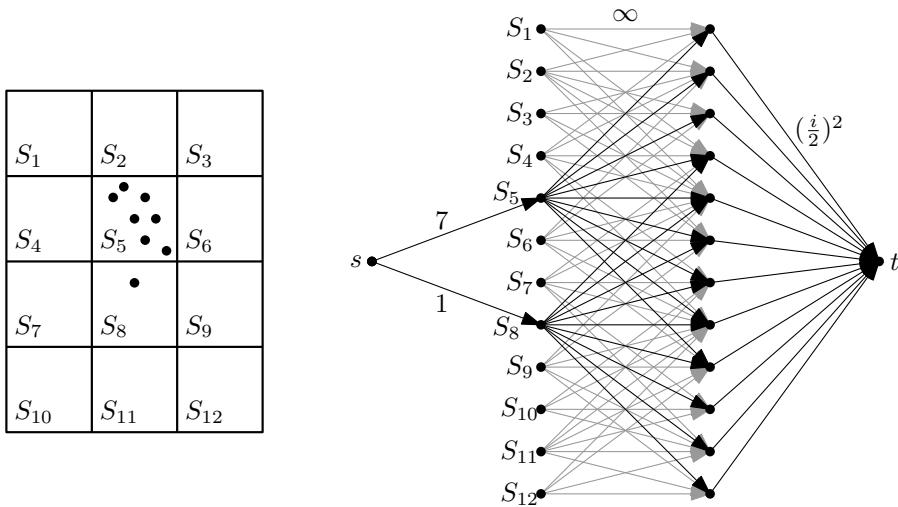 S₁ S₂ S₃
S₄ S₅ S₆
S₇ S₈ S₉
S₁₀ S₁₁ S₁₂
∞
S₁
S₂
S₃
S₄
S₅
S₆
S₇
S₈
S₉
S₁₀
S₁₁
S₁₂
(i/2)²
7
s
t
1